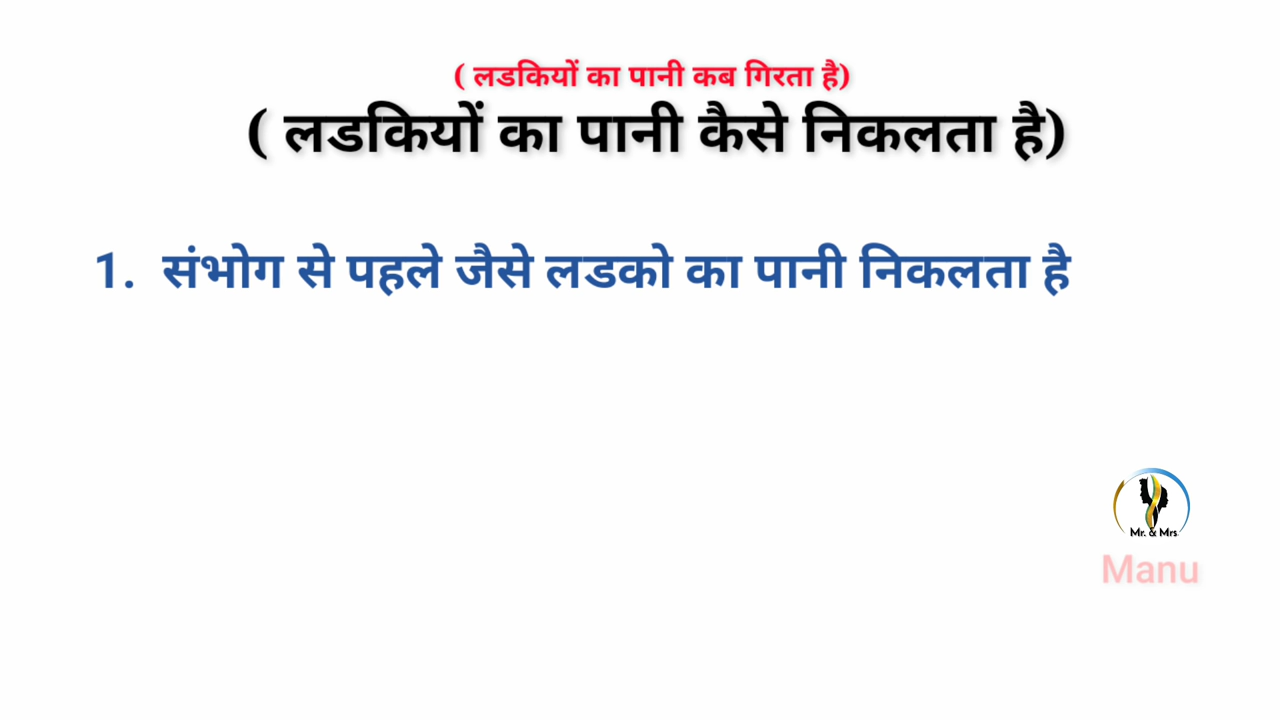 ( लडकियों का पानी कब गिरता है)
( लडकियों का पानी कैसे निकलता है)
1. संभोग से पहले जैसे लडको का पानी निकलता है
Mr. & Mrs
Manu